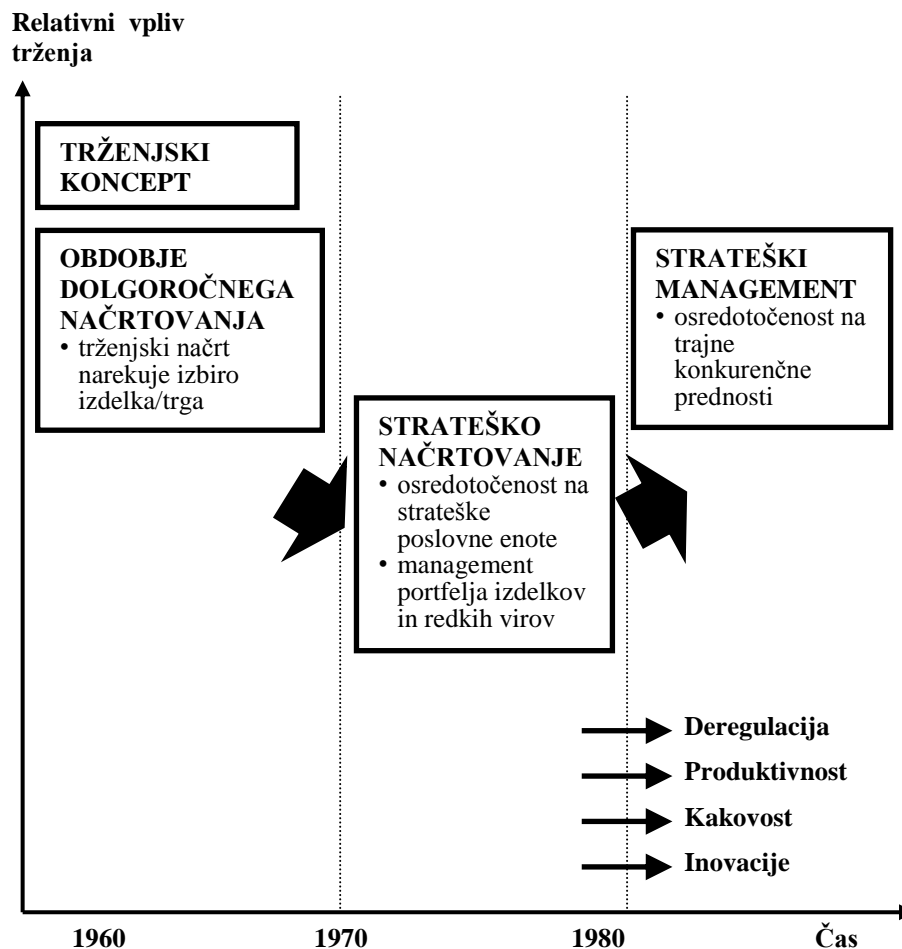 Relativni vpliv
trženja
TRŽENJSKI
KONCEPT
OBDOBJE
DOLGOROČNEGA
NAČRTOVANJA
• trženjski načrt
narekuje izbiro
izdelka/trga
STRATEŠKO
NAČRTOVANJE
• osredotočenost na
strateške
poslovne enote
• management
portfelja izdelkov
in redkih virov
STRATEŠKI
MANAGEMENT
• osredotočenost na
trajne
konkurenčne
prednosti
Deregulacija
Produktivnost
Kakovost
Inovacije
1960 1970 1980 Čas